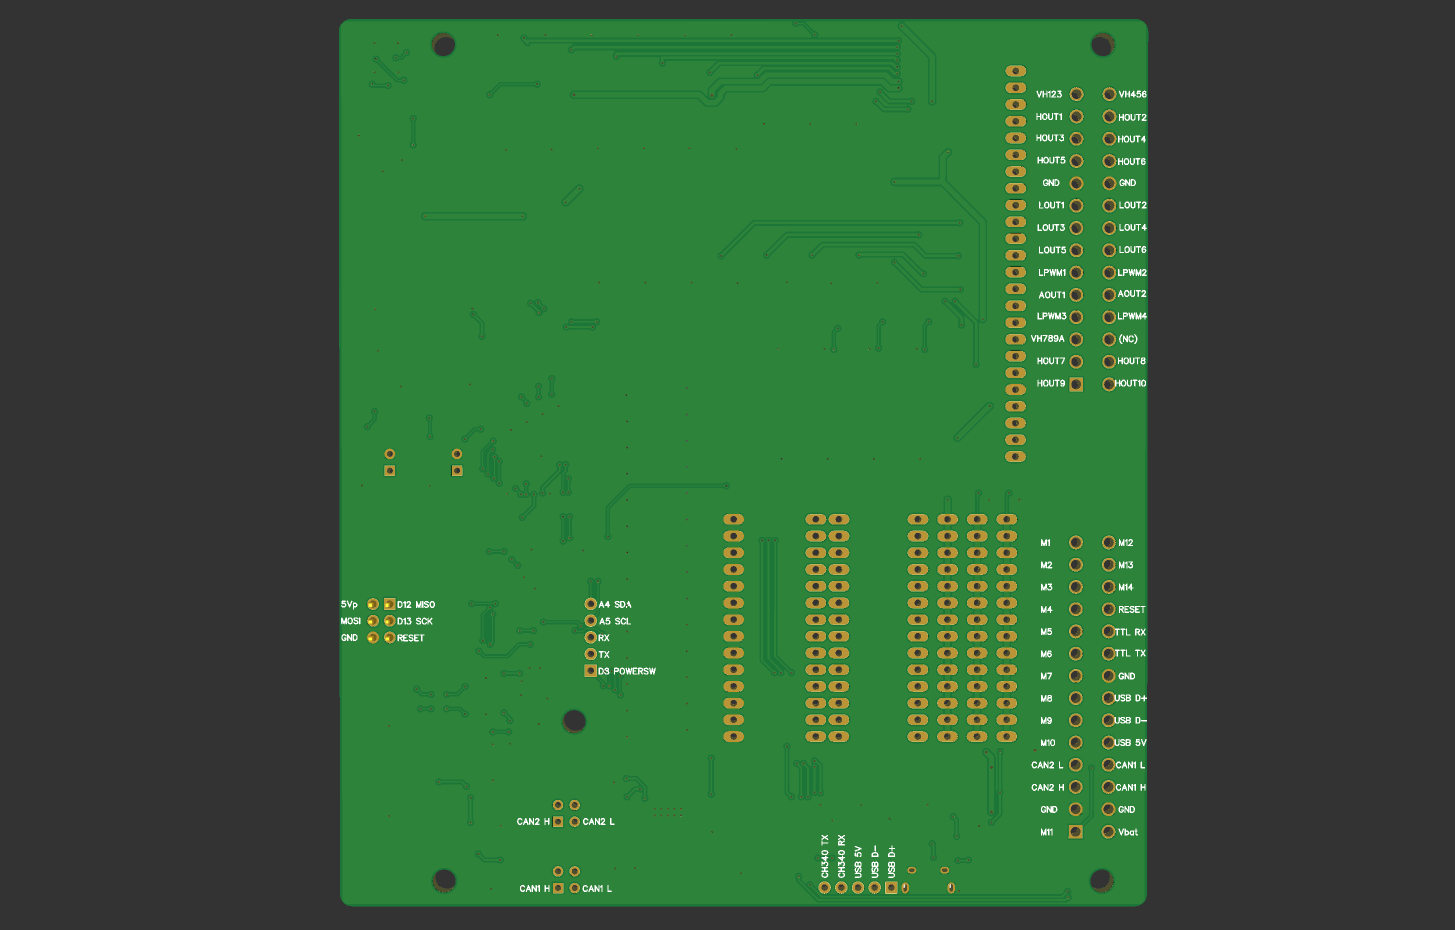 VH123 VH456
HOUT1 HOUT2
HOUT3 HOUT4
HOUT5 HOUT6
GND GND
LOUT1 LOUT2
LOUT3 LOUT4
LOUT5 LOUT6
LPWM1 LPWM2
AOUT1 AOUT2
LPWM3 LPWM4
VH789A (NC)
HOUT7 HOUT8
HOUT9 HOUT10
M1 M12
M2 M13
M3 M14
M4 RESET
M5 TTL RX
M6 TTL TX
M7 GND
M8 USB D+
M9 USB D-
M10 USB 5V
CAN2 L CAN1 L
CAN2 H CAN1 H
GND GND
M11 Vbat
5Vp D12 MISO
MOSI D13 SCK
GND RESET
A4 SDA
A5 SCL
RX
TX
D3 POWERSW
CAN2 H CAN2 L
CAN1 H CAN1 L
CH340 TX
CH340 RX
USB 5V
USB D-
USB D+